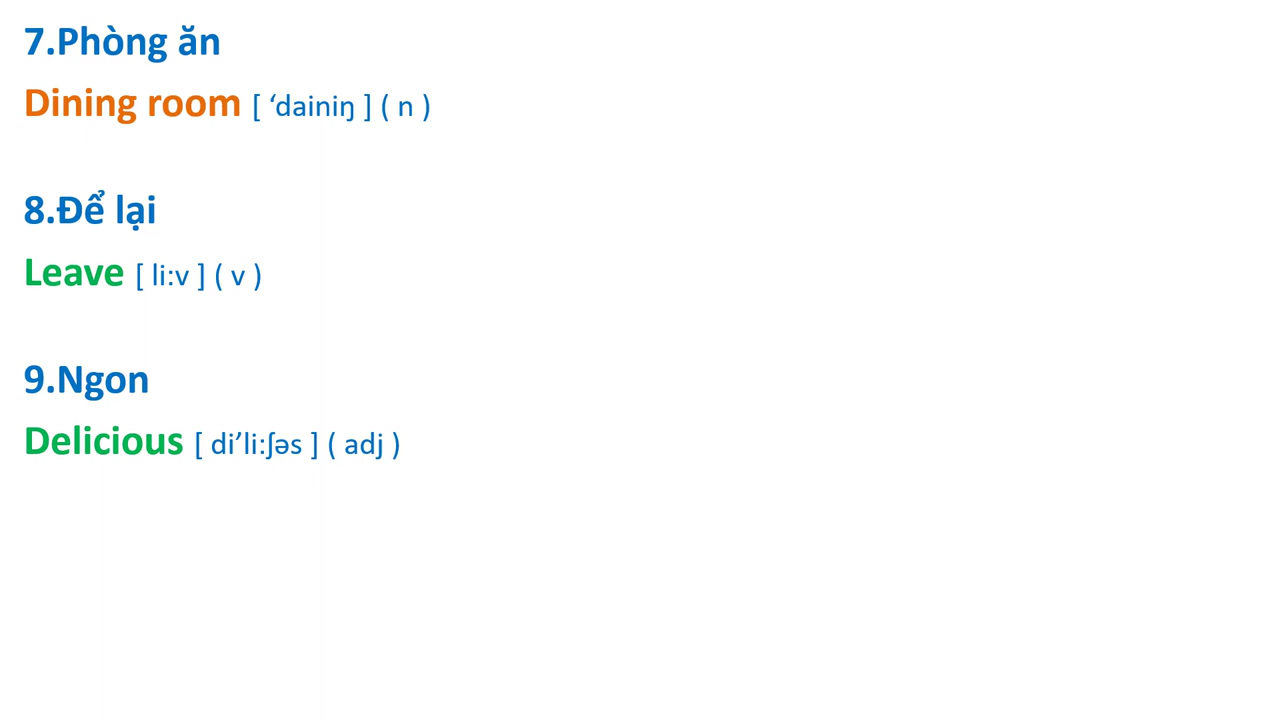 7.Phòng ăn
Dining room [ ‘dainiŋ ] ( n )
8.Để lại
Leave [ li:v ] ( v )
9.Ngon
Delicious [ di’li:ʃəs ] ( adj )